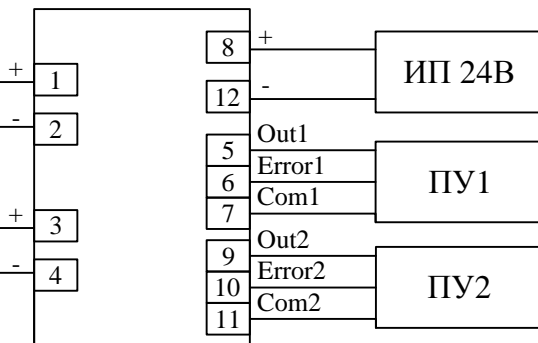 + 1
- 2
+ 3
- 4
8 +
12 -
ИП 24В
5 Out1
6 Error1
7 Com1
ПУ1
9 Out2
10 Error2
11 Com2
ПУ2